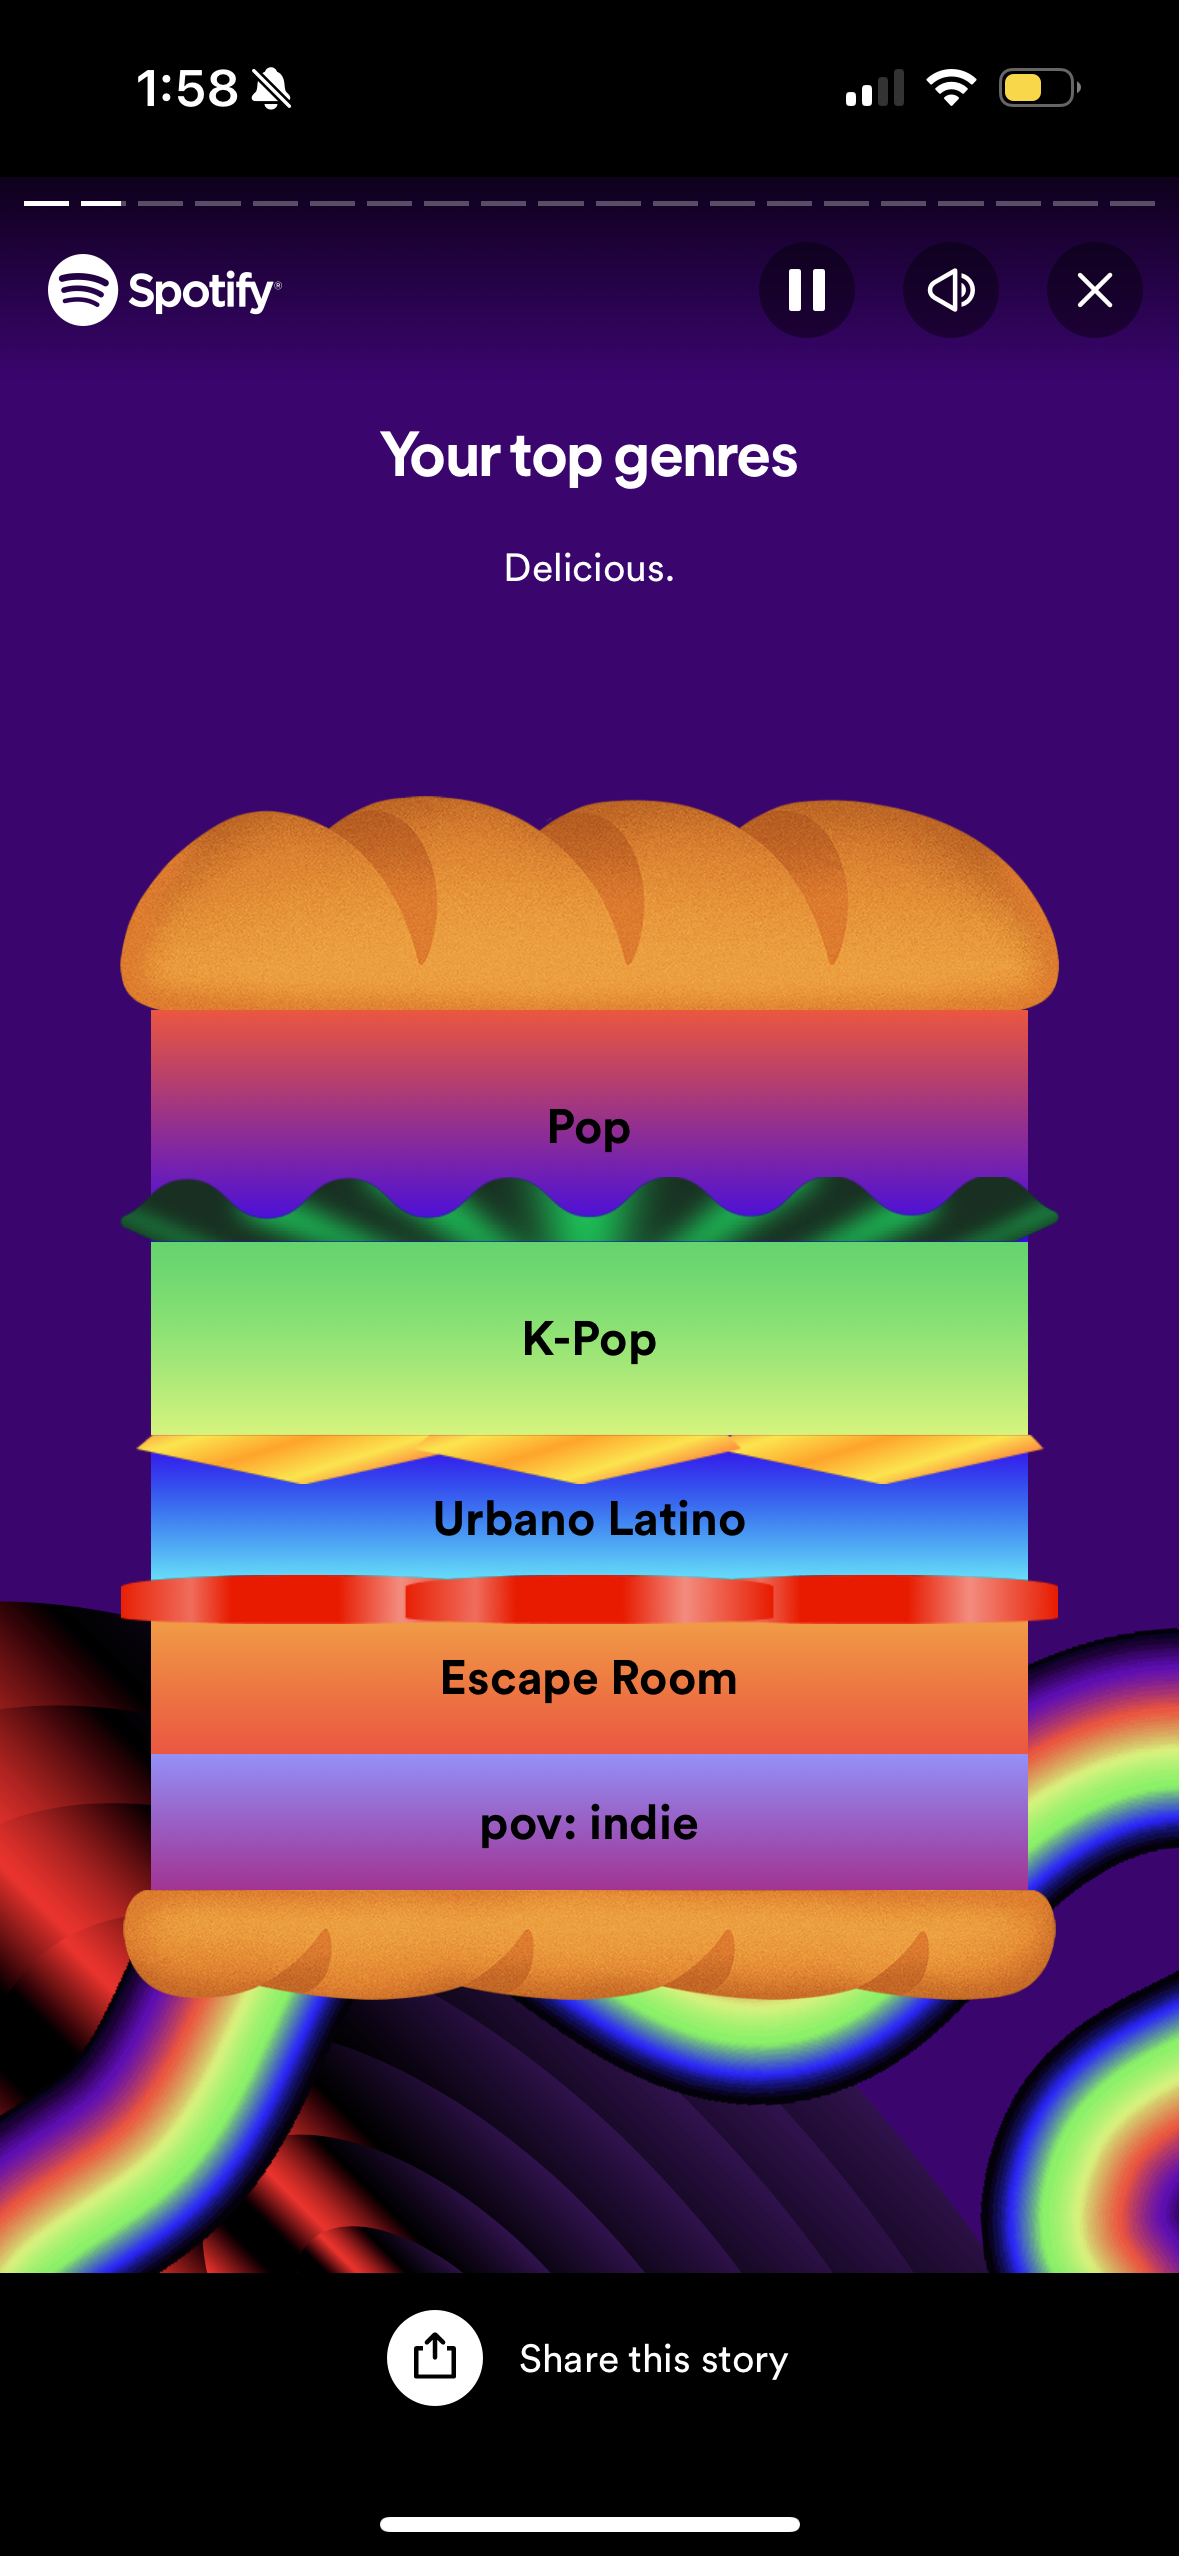 1:58
Spotify®
Your top genres
Delicious.
Pop
K-Pop
Urbano Latino
Escape Room
pov: indie
Share this story